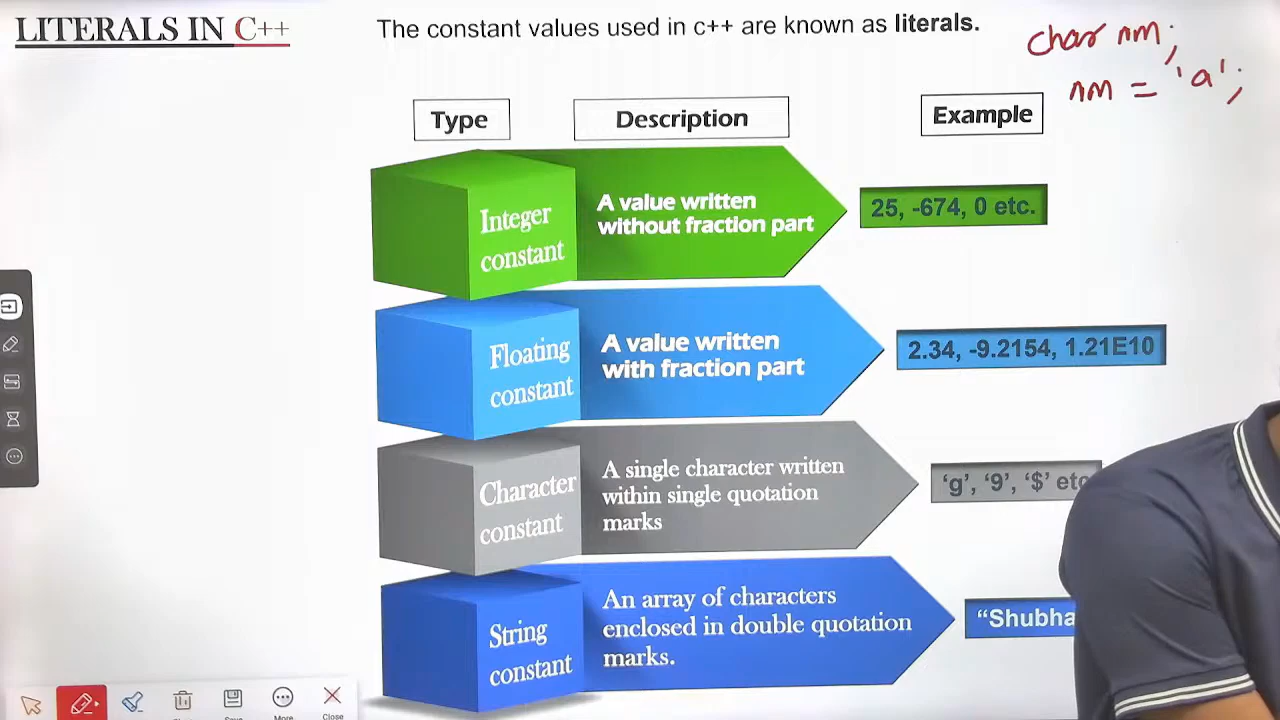 LITERALS IN C++
The constant values used in c++ are known as literals.
char nm;
nm = 'a';
Type
Description
Example
Integer
constant
A value written
without fraction part
25, -674, 0 etc.
Floating
constant
A value written
with fraction part
2.34, -9.2154, 1.21E10
Character
constant
A single character written
within single quotation
marks
‘g’, ‘9’, ‘$’ etc
String
constant
An array of characters
enclosed in double quotation
marks.
“Shubha
More
Close